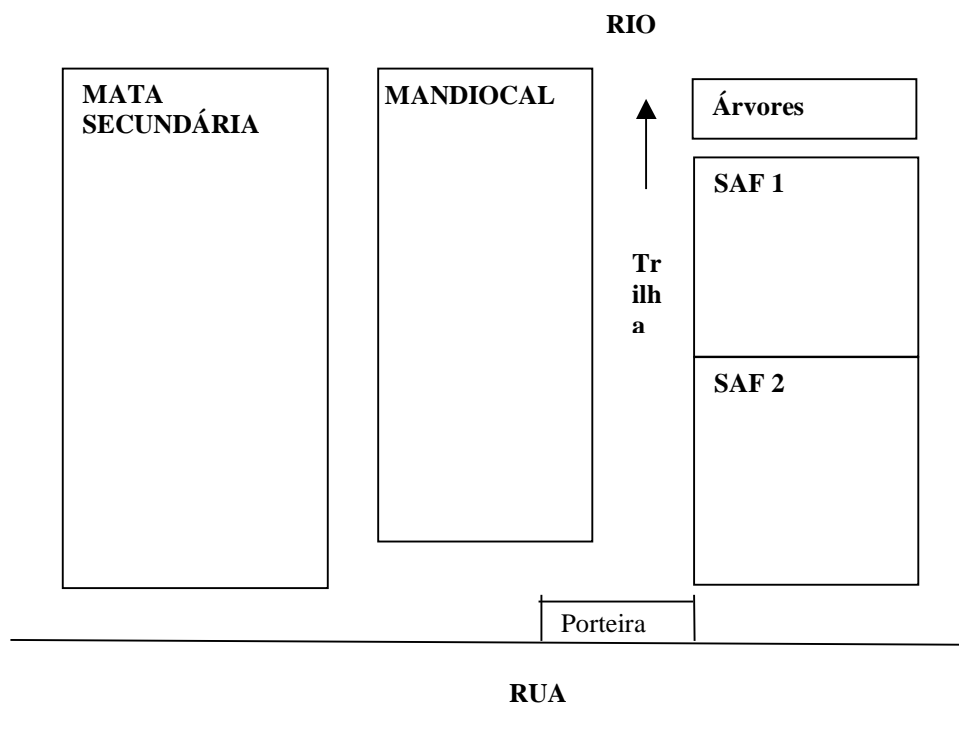 RIO
MATA
SECUNDÁRIA
MANDIOCAL
Árvores
SAF 1
Tr
ilh
a
SAF 2
Porteira
RUA